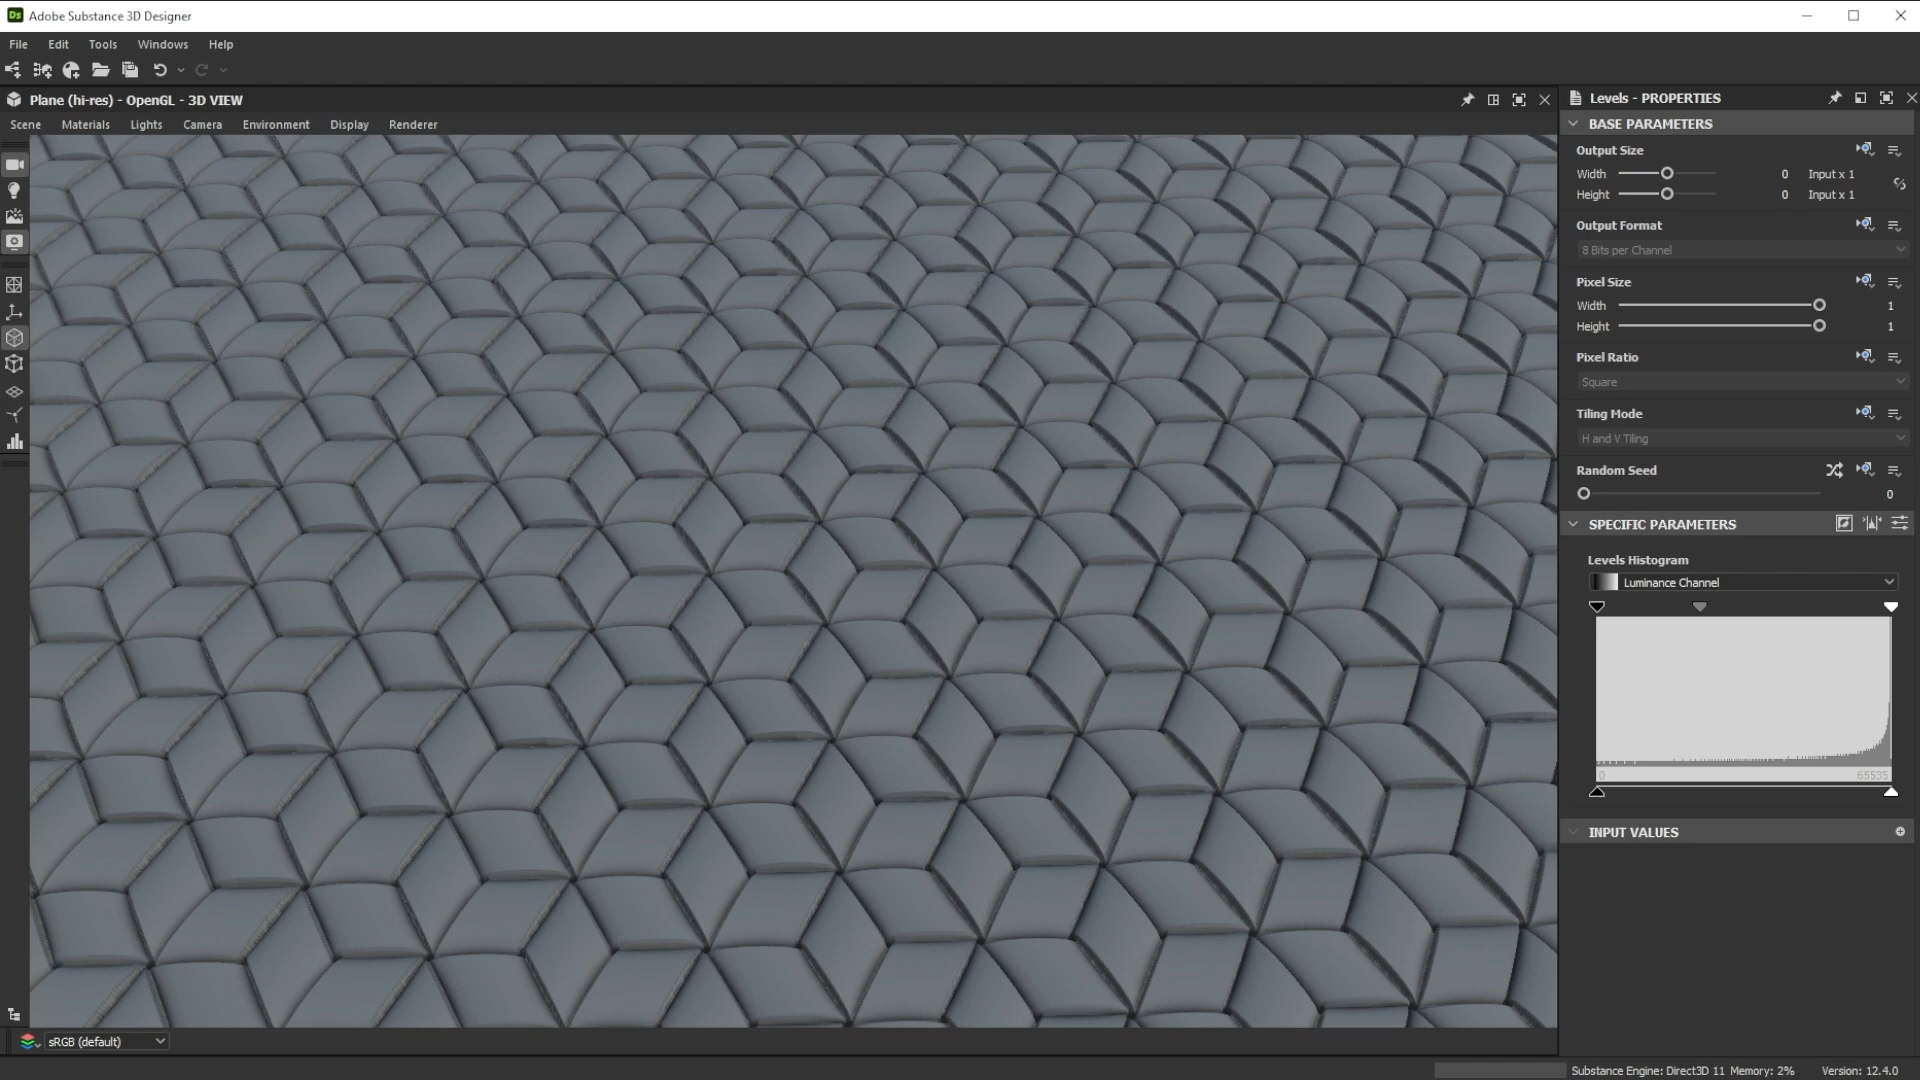 Ds Adobe Substance 3D Designer
File Edit Tools Windows Help
Plane (hi-res) - OpenGL - 3D VIEW
Scene Materials Lights Camera Environment Display Renderer
Levels - PROPERTIES
BASE PARAMETERS
Output Size
Width 0 Input x 1
Height 0 Input x 1
Output Format
8 Bits per Channel
Pixel Size
Width 1
Height 1
Pixel Ratio
Square
Tiling Mode
H and V Tiling
Random Seed
0
SPECIFIC PARAMETERS
Levels Histogram
Luminance Channel
0 65535
INPUT VALUES
sRGB (default)
Substance Engine: Direct3D 11 Memory: 2% Version: 12.4.0